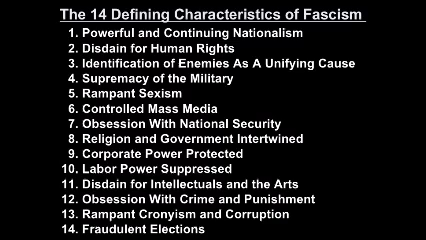 The 14 Defining Characteristics of Fascism
1. Powerful and Continuing Nationalism
2. Disdain for Human Rights
3. Identification of Enemies As A Unifying Cause
4. Supremacy of the Military
5. Rampant Sexism
6. Controlled Mass Media
7. Obsession With National Security
8. Religion and Government Intertwined
9. Corporate Power Protected
10. Labor Power Suppressed
11. Disdain for Intellectuals and the Arts
12. Obsession With Crime and Punishment
13. Rampant Cronyism and Corruption
14. Fraudulent Elections